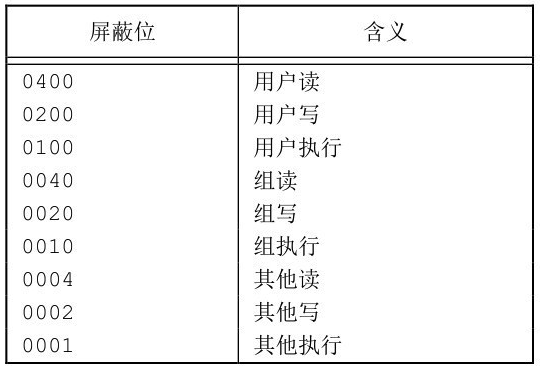 屏蔽位 含义
0400 用户读
0200 用户写
0100 用户执行
0040 组读
0020 组写
0010 组执行
0004 其他读
0002 其他写
0001 其他执行